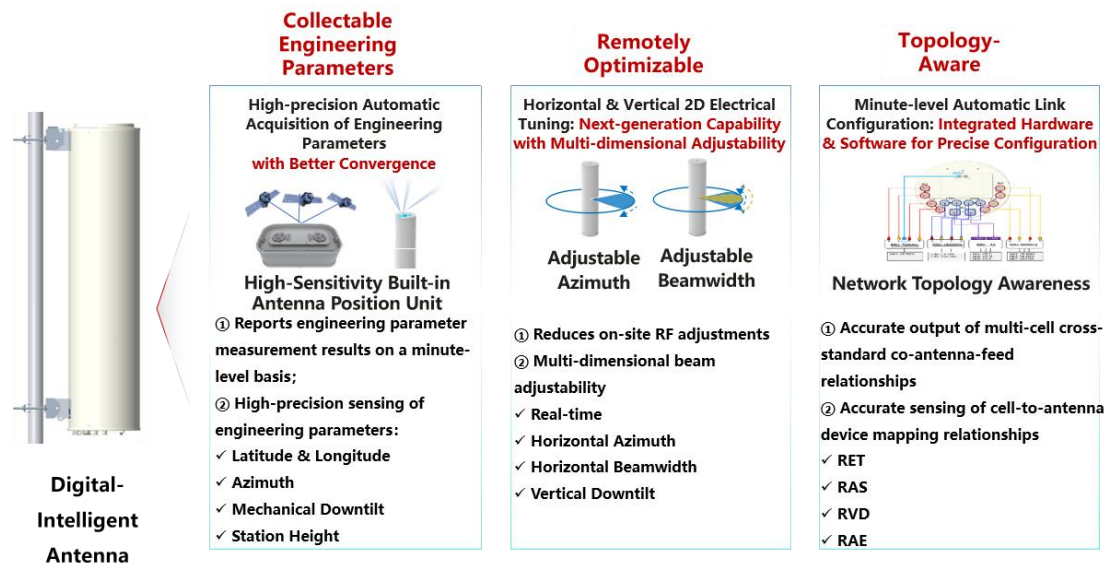 Collectable
Engineering
Parameters
High-precision Automatic
Acquisition of Engineering
Parameters
with Better Convergence
High-Sensitivity Built-in
Antenna Position Unit
① Reports engineering parameter
measurement results on a minute-
level basis;
② High-precision sensing of
engineering parameters:
✓ Latitude & Longitude
✓ Azimuth
✓ Mechanical Downtilt
✓ Station Height
Remotely
Optimizable
Horizontal & Vertical 2D Electrical
Tuning: Next-generation Capability
with Multi-dimensional Adjustability
Adjustable
Azimuth
Adjustable
Beamwidth
① Reduces on-site RF adjustments
② Multi-dimensional beam
adjustability
✓ Real-time
✓ Horizontal Azimuth
✓ Horizontal Beamwidth
✓ Vertical Downtilt
Topology-
Aware
Minute-level Automatic Link
Configuration: Integrated Hardware
& Software for Precise Configuration
Network Topology Awareness
① Accurate output of multi-cell cross-
standard co-antenna-feed
relationships
② Accurate sensing of cell-to-antenna
device mapping relationships
✓ RET
✓ RAS
✓ RVD
✓ RAE
Digital-
Intelligent
Antenna